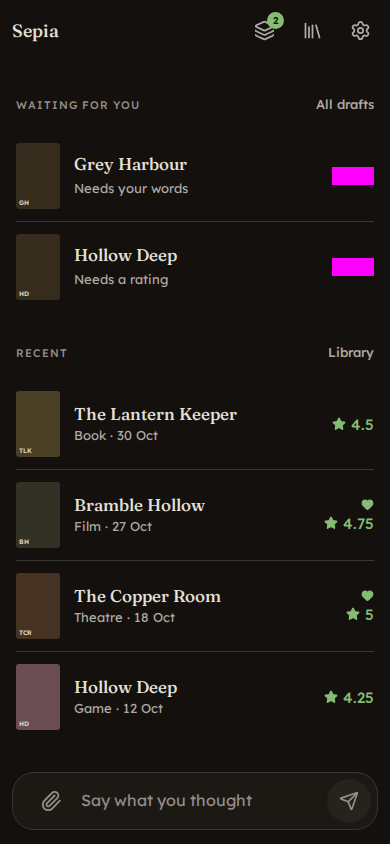 Sepia
2
WAITING FOR YOU
All drafts
GH
Grey Harbour
Needs your words
HD
Hollow Deep
Needs a rating
RECENT
Library
TLK
The Lantern Keeper
Book · 30 Oct
4.5
BH
Bramble Hollow
Film · 27 Oct
4.75
TCR
The Copper Room
Theatre · 18 Oct
5
HD
Hollow Deep
Game · 12 Oct
4.25
Say what you thought